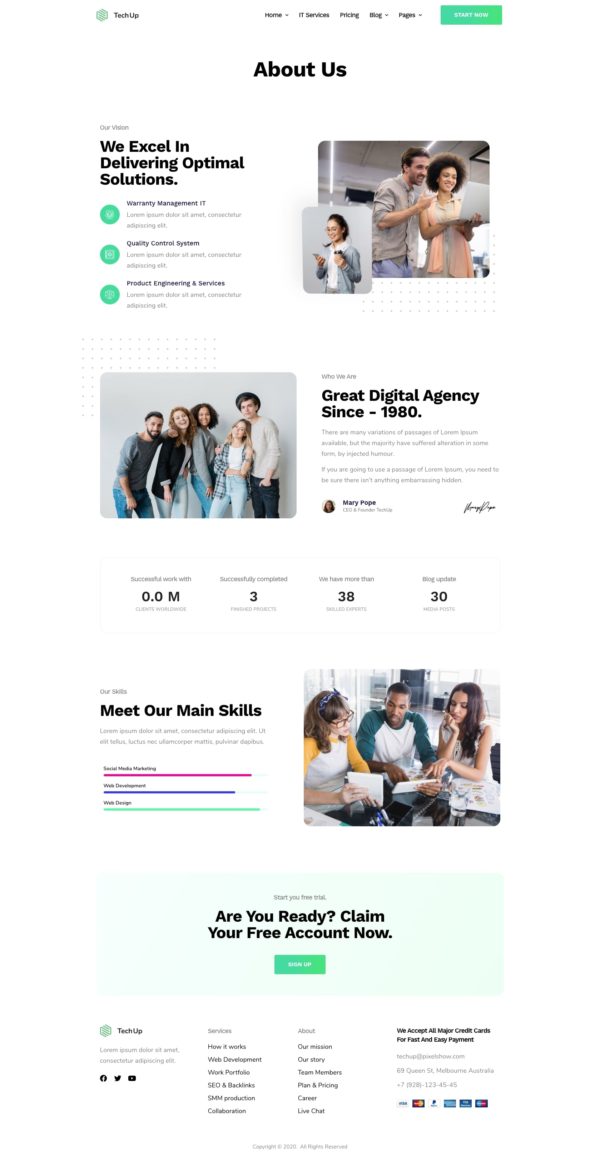 TechUp
Home
IT Services
Pricing
Blog
Pages
START NOW
About Us
Our Vision
We Excel In
Delivering Optimal
Solutions.
Warranty Management IT
Lorem ipsum dolor sit amet, consectetur
adipiscing elit.
Quality Control System
Lorem ipsum dolor sit amet, consectetur
adipiscing elit.
Product Engineering & Services
Lorem ipsum dolor sit amet, consectetur
adipiscing elit.
Who We Are
Great Digital Agency
Since - 1980.
There are many variations of passages of Lorem Ipsum
available, but the majority have suffered alteration in some
form, by injected humour.
If you are going to use a passage of Lorem Ipsum, you need to
be sure there isn't anything embarrassing hidden.
Mary Pope
CEO & Founder TechUp
MaryPope
Successful work with
0.0 M
CLIENTS WORLDWIDE
Successfully completed
3
FINISHED PROJECTS
We have more than
38
SKILLED EXPERTS
Blog update
30
MEDIA POSTS
Our Skills
Meet Our Main Skills
Lorem ipsum dolor sit amet, consectetur adipiscing elit. Ut
elit tellus, luctus nec ullamcorper mattis, pulvinar dapibus.
Social Media Marketing
Web Development
Web Design
Start you free trial.
Are You Ready? Claim
Your Free Account Now.
SIGN UP
TechUp
Lorem ipsum dolor sit amet,
consectetur adipiscing elit.
Services
How it works
Web Development
Work Portfolio
SEO & Backlinks
SMM production
Collaboration
About
Our mission
Our story
Team Members
Plan & Pricing
Career
Live Chat
We Accept All Major Credit Cards
For Fast And Easy Payment
techup@pixelshow.com
69 Queen St, Melbourne Australia
+7 (928)-123-45-45
VISA
Copyright © 2020. All Rights Reserved